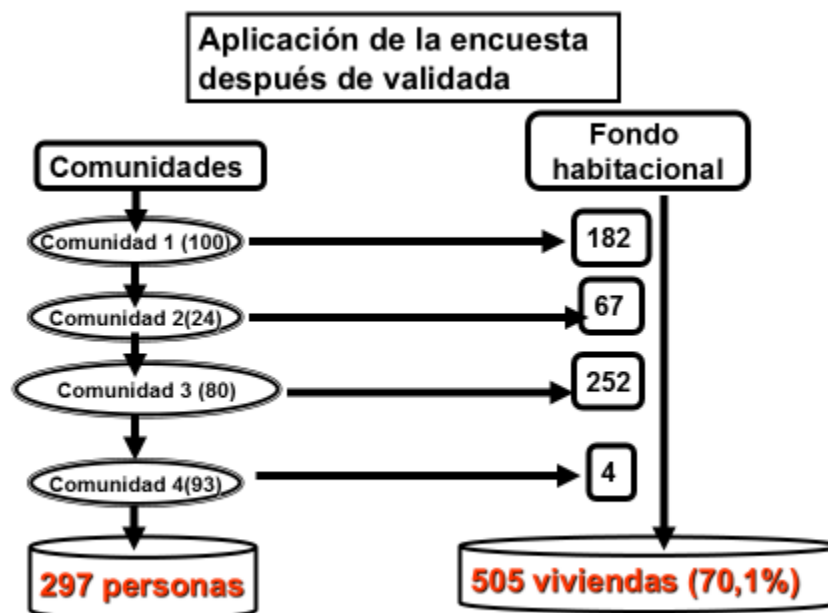 Aplicación de la encuesta
después de validada
Comunidades
Fondo
habitacional
Comunidad 1 (100)
182
Comunidad 2(24)
67
Comunidad 3 (80)
252
Comunidad 4(93)
4
297 personas
505 viviendas (70,1%)